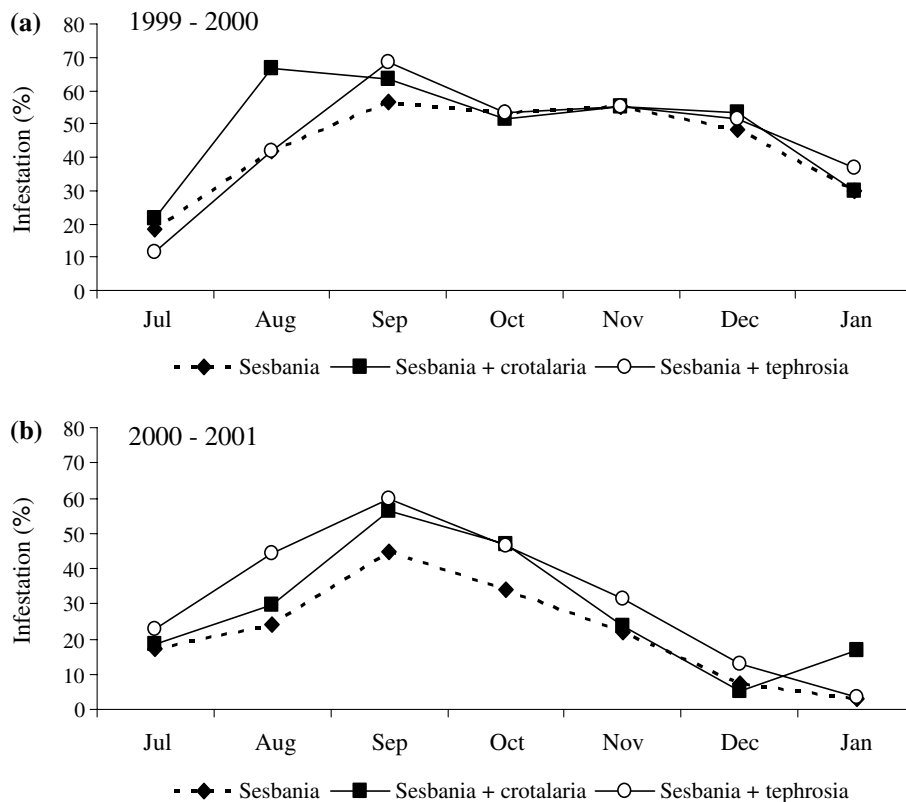 (a) 1999 - 2000
Infestation (%)
80
70
60
50
40
30
20
10
0
Jul Aug Sep Oct Nov Dec Jan
Sesbania Sesbania + crotalaria Sesbania + tephrosia
(b) 2000 - 2001
Infestation (%)
80
70
60
50
40
30
20
10
0
Jul Aug Sep Oct Nov Dec Jan
Sesbania Sesbania + crotalaria Sesbania + tephrosia